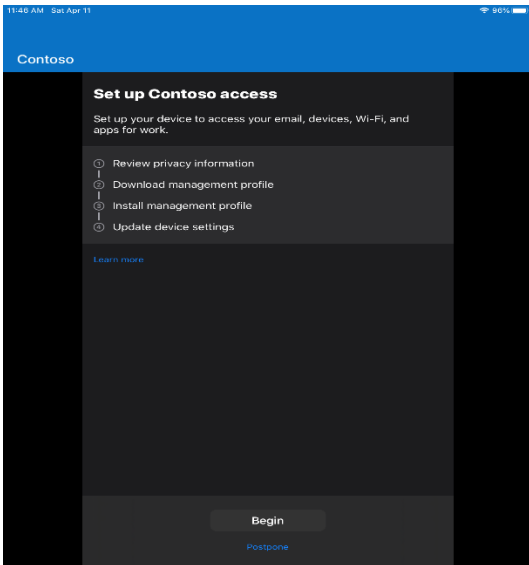 11:46 AM Sat Apr 11
96%
Contoso
Set up Contoso access
Set up your device to access your email, devices, Wi-Fi, and
apps for work.
1 Review privacy information
2 Download management profile
3 Install management profile
4 Update device settings
Learn more
Begin
Postpone